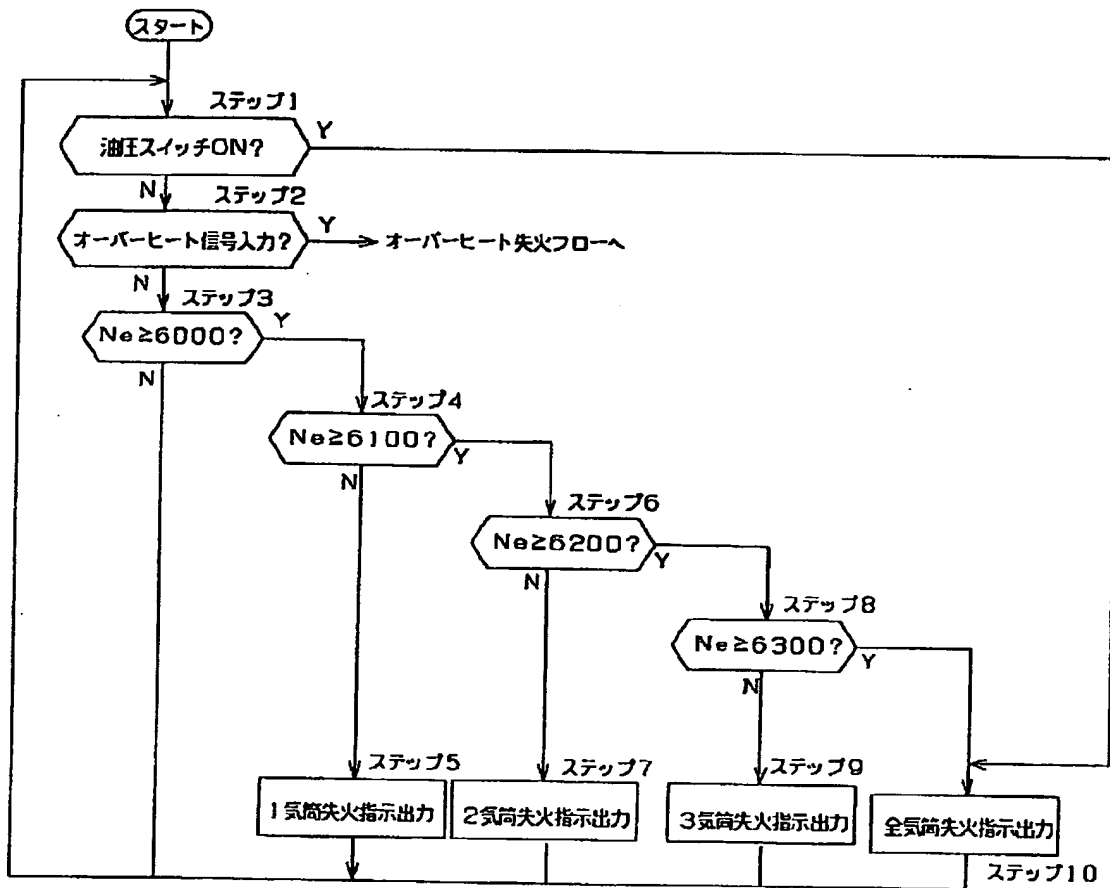 スタート
ステップ1
油圧スイッチON?
Y
N
ステップ2
オーバーヒート信号入力?
Y
オーバーヒート失火フローへ
N
ステップ3
Ne≥6000?
Y
N
ステップ4
Ne≥6100?
Y
N
ステップ6
Ne≥6200?
Y
N
ステップ8
Ne≥6300?
Y
N
ステップ5
1気筒失火指示出力
ステップ7
2気筒失火指示出力
ステップ9
3気筒失火指示出力
全気筒失火指示出力
ステップ10